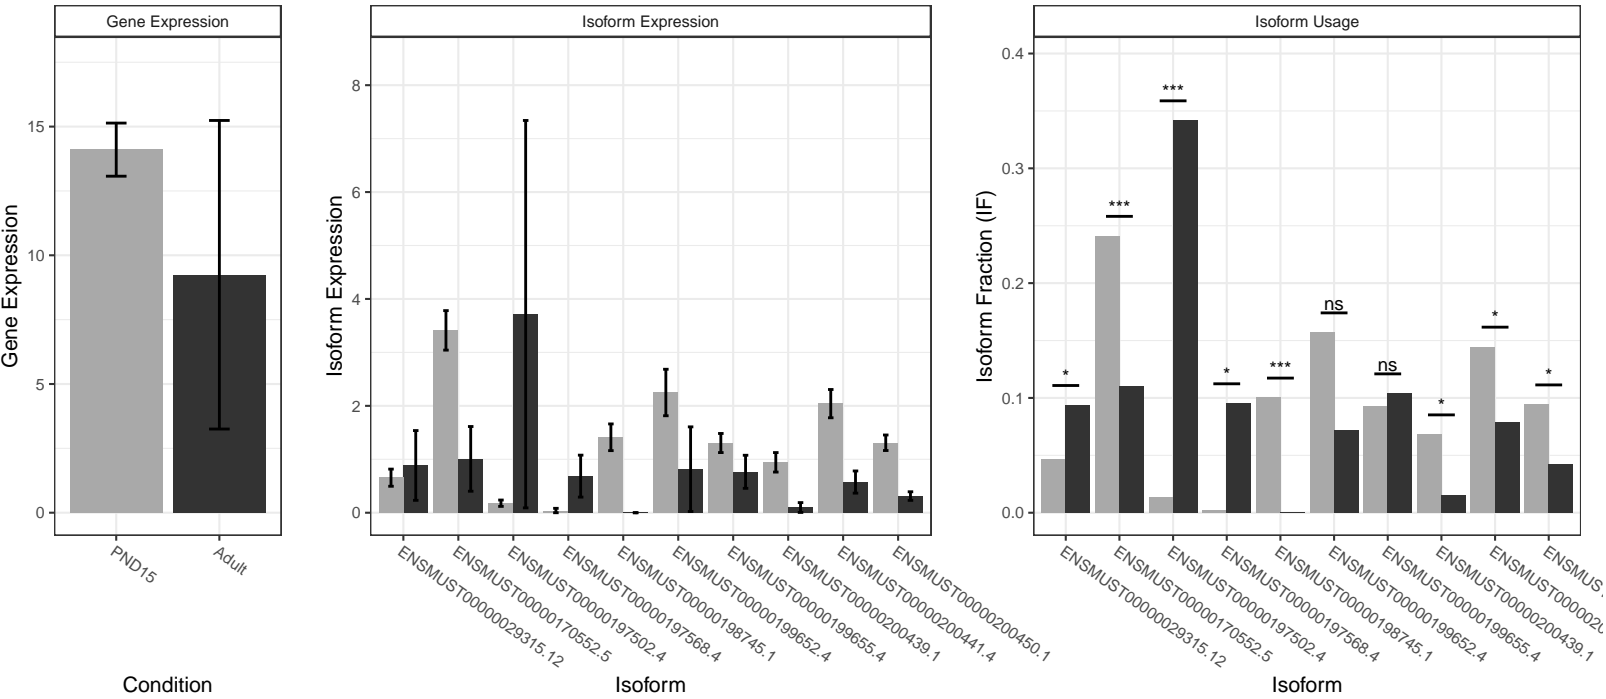 Gene Expression
Gene Expression
15
10
5
0
PND15
Adult
Condition
Isoform Expression
Isoform Expression
8
6
4
2
0
ENSMUST00000029315.12
ENSMUST00000170552.5
ENSMUST00000197502.4
ENSMUST00000197568.4
ENSMUST00000198745.1
ENSMUST00000199652.4
ENSMUST00000199655.4
ENSMUST00000200439.1
ENSMUST00000200441.4
ENSMUST00000200450.1
Isoform
Isoform Usage
Isoform Fraction (IF)
0.4
0.3
0.2
0.1
0.0
*
***
***
*
***
ns
ns
*
*
*
ENSMUST00000029315.12
ENSMUST00000170552.5
ENSMUST00000197502.4
ENSMUST00000197568.4
ENSMUST00000198745.1
ENSMUST00000199652.4
ENSMUST00000199655.4
ENSMUST00000200439.1
ENSMUST0000020
ENSMUS
Isoform